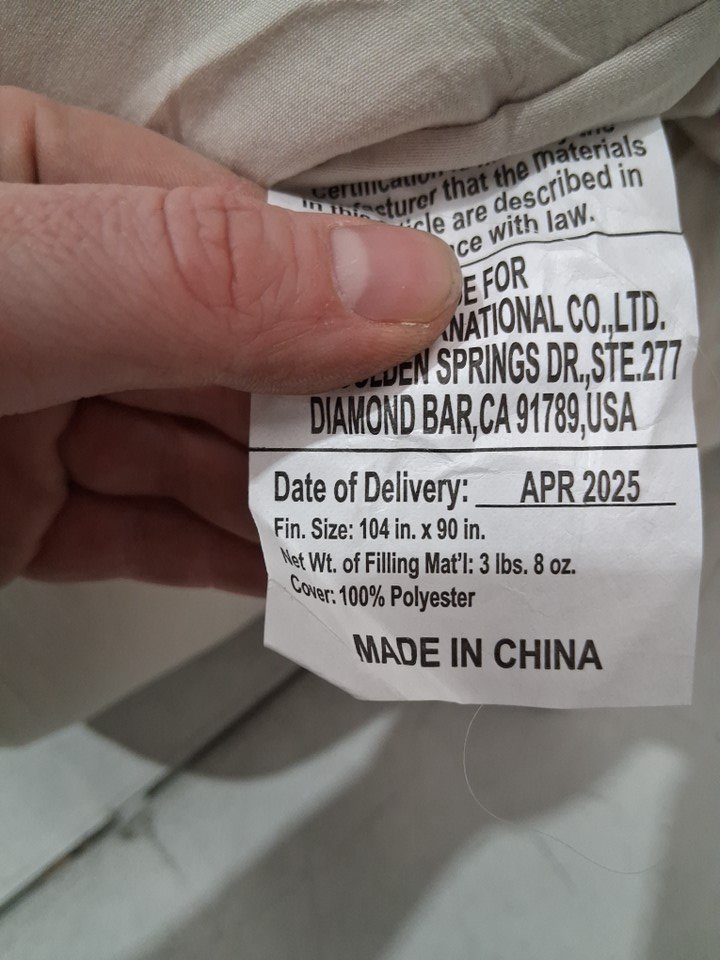 that the materials
are described in
with law.
FOR
CO.,LTD.
SPRINGS DR.,STE.277
DIAMOND BAR,CA 91789,USA
Date of Delivery: APR 2025
Fin. Size: 104 in. x 90 in.
Net Wt. of Filling Mat'l: 3 lbs. 8 oz.
Cover: 100% Polyester
MADE IN CHINA